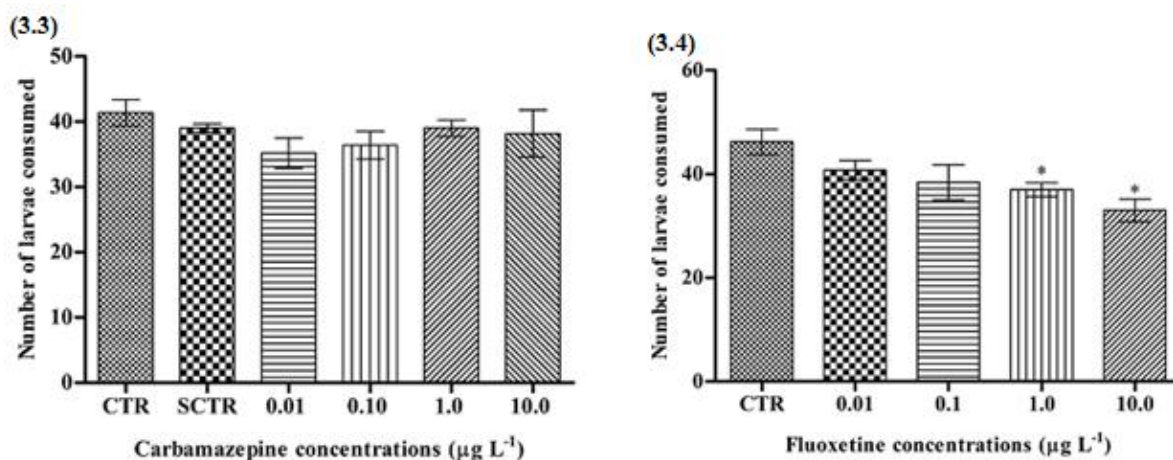 (3.3)
50
40
30
20
10
0
Number of larvae consumed
CTR SCTR 0.01 0.10 1.0 10.0
Carbamazepine concentrations (µg L⁻¹)
(3.4)
60
40
20
0
Number of larvae consumed
* *
CTR 0.01 0.1 1.0 10.0
Fluoxetine concentrations (µg L⁻¹)